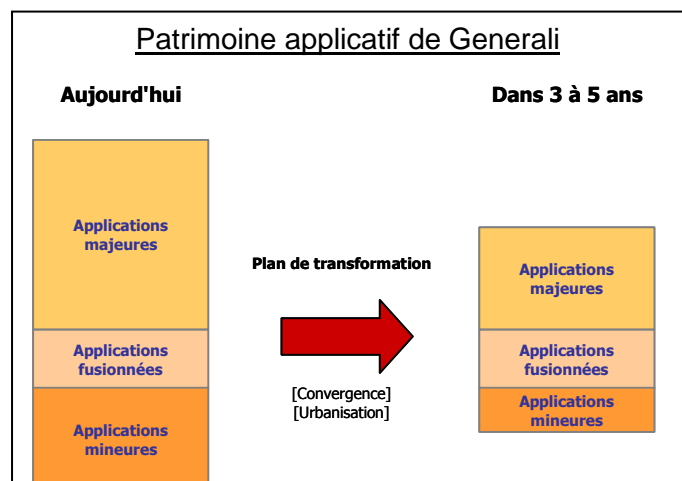 Patrimoine applicatif de Generali
Aujourd'hui
Dans 3 à 5 ans
Applications
majeures
Applications
fusionnées
Applications
mineures
Plan de transformation
[Convergence]
[Urbanisation]
Applications
majeures
Applications
fusionnées
Applications
mineures